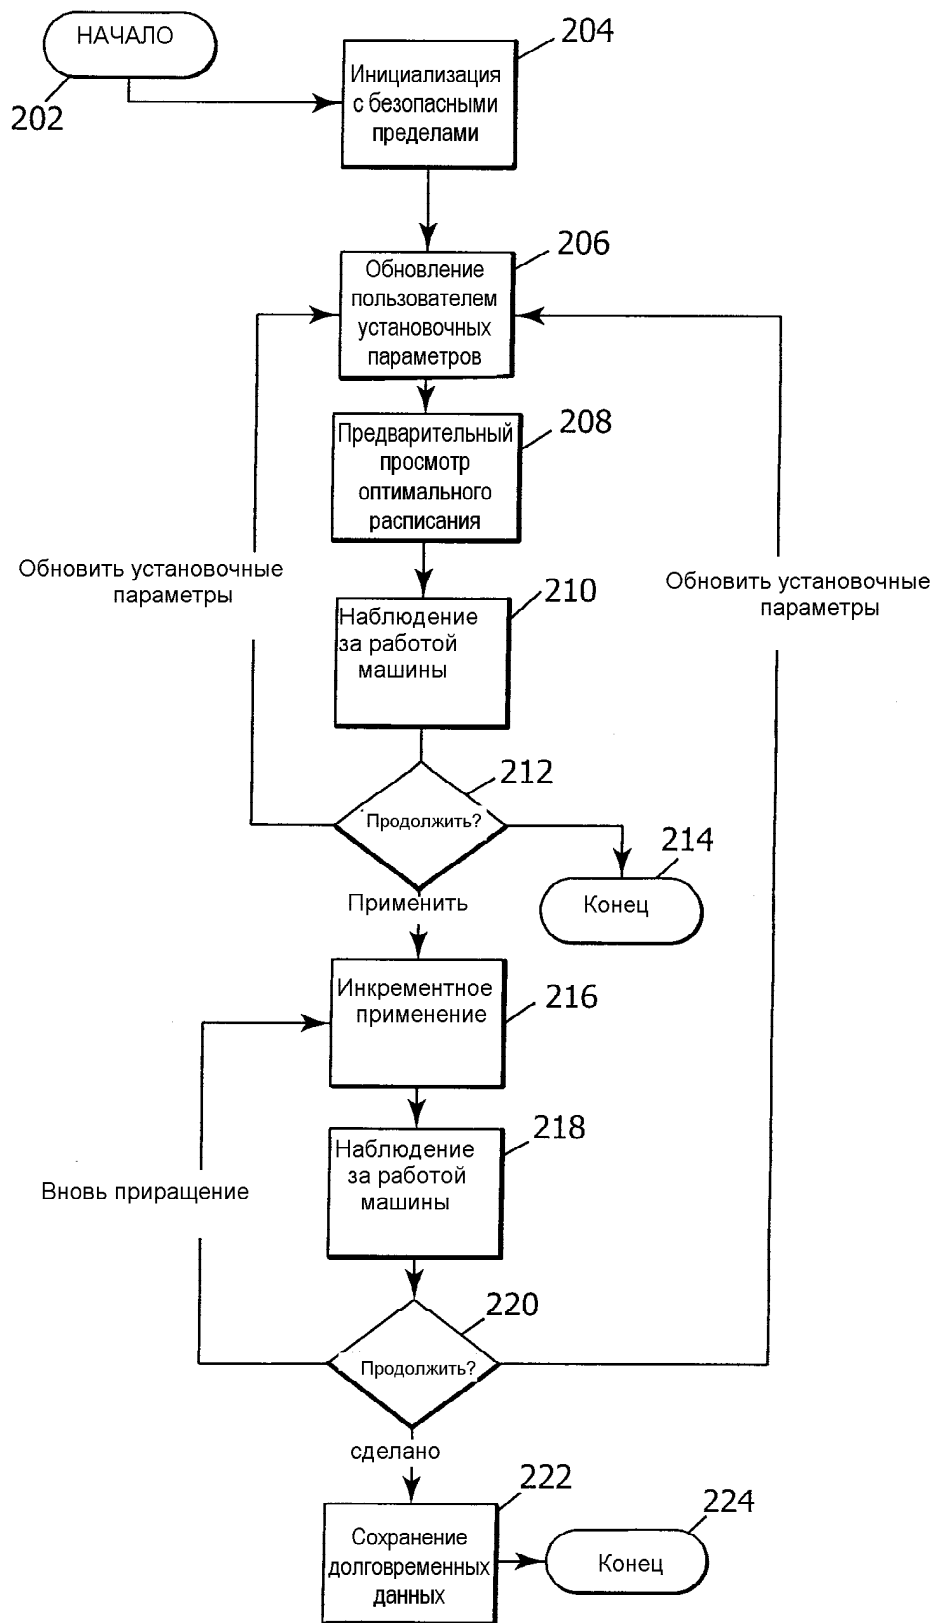 НАЧАЛО
202
204
Инициализация
с безопасными
пределами
206
Обновление
пользователем
установочных
параметров
208
Предварительный
просмотр
оптимального
расписания
Обновить установочные
параметры
Обновить установочные
параметры
210
Наблюдение
за работой
машины
212
Продолжить?
214
Конец
Применить
216
Инкрементное
применение
218
Наблюдение
за работой
машины
Вновь приращение
220
Продолжить?
сделано
222
Сохранение
долговременных
данных
224
Конец